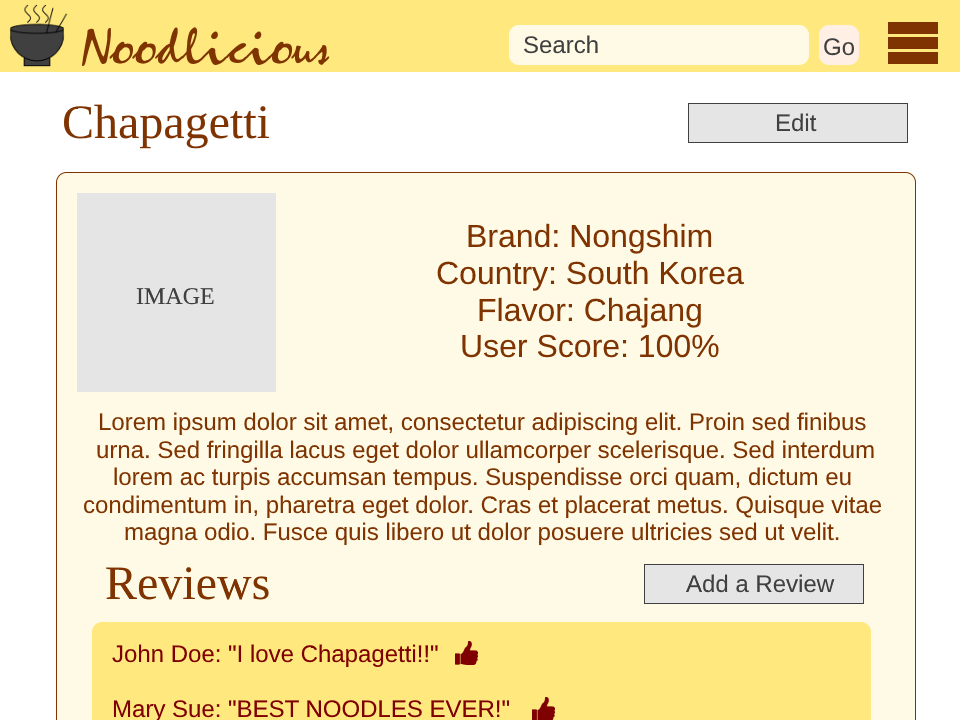 Noodlicious
Search
Go
Chapagetti
Edit
IMAGE
Brand: Nongshim
Country: South Korea
Flavor: Chajang
User Score: 100%
Lorem ipsum dolor sit amet, consectetur adipiscing elit. Proin sed finibus
urna. Sed fringilla lacus eget dolor ullamcorper scelerisque. Sed interdum
lorem ac turpis accumsan tempus. Suspendisse orci quam, dictum eu
condimentum in, pharetra eget dolor. Cras et placerat metus. Quisque vitae
magna odio. Fusce quis libero ut dolor posuere ultricies sed ut velit.
Reviews
Add a Review
John Doe: "I love Chapagetti!!"
Mary Sue: "BEST NOODLES EVER!"